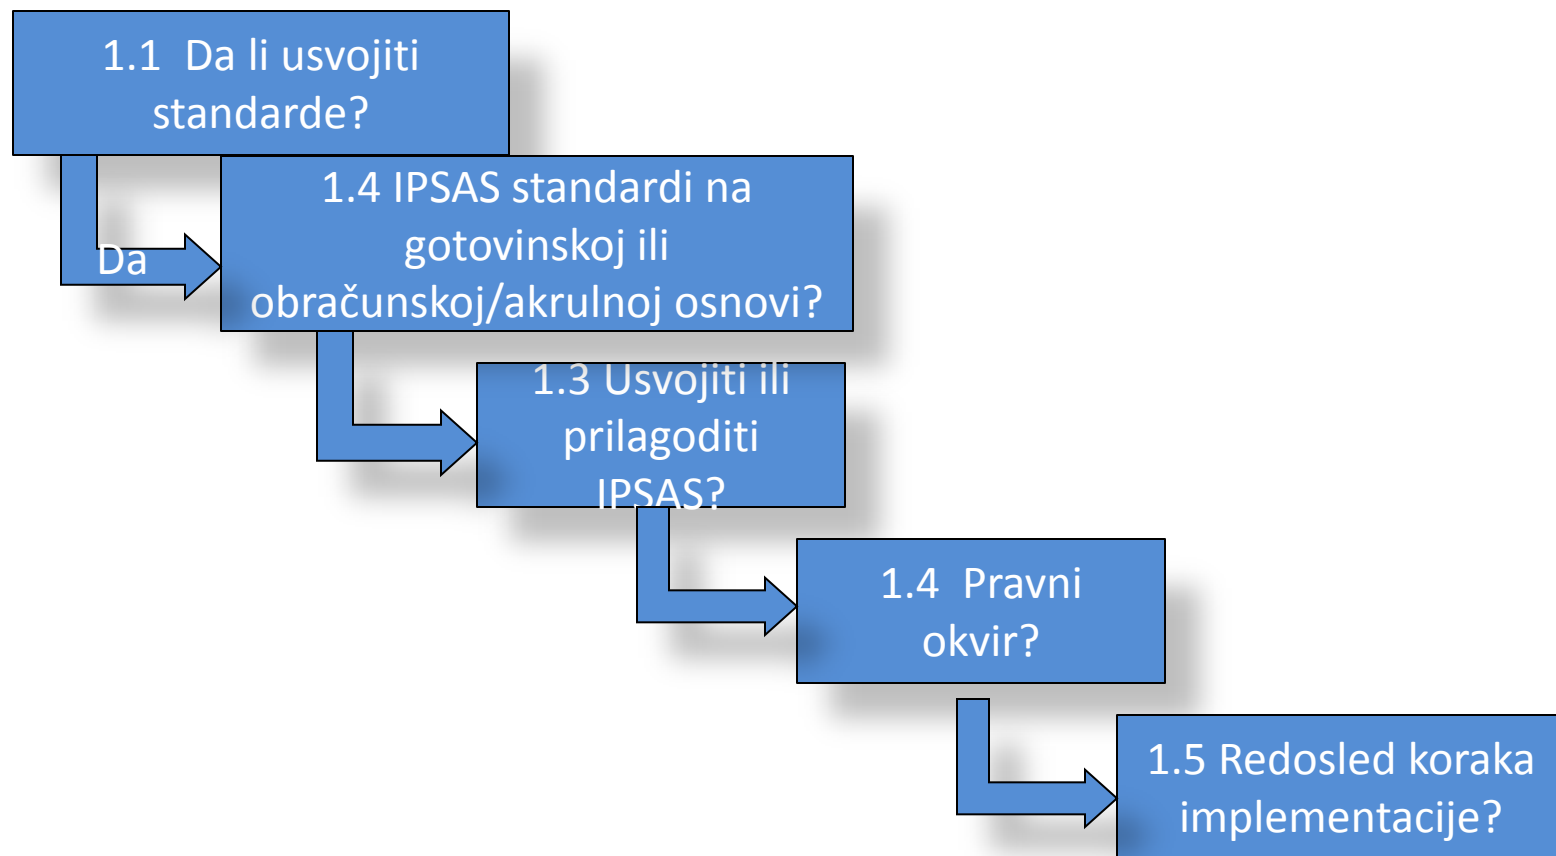 1.1 Da li usvojiti
standarde?
Da
1.4 IPSAS standardi na
gotovinskoj ili
obračunskoj/akrulnoj osnovi?
1.3 Usvojiti ili
prilagoditi
IPSAS?
1.4 Pravni
okvir?
1.5 Redosled koraka
implementacije?